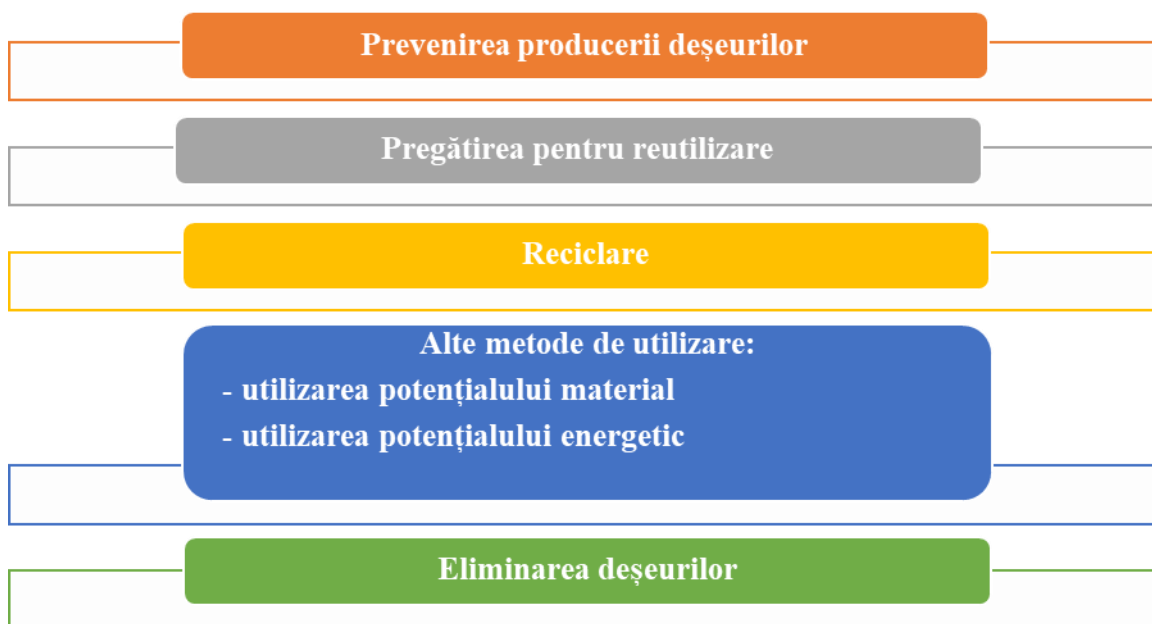 Prevenirea producerii deșeurilor
Pregătirea pentru reutilizare
Reciclare
Alte metode de utilizare:
- utilizarea potențialului material
- utilizarea potențialului energetic
Eliminarea deșeurilor